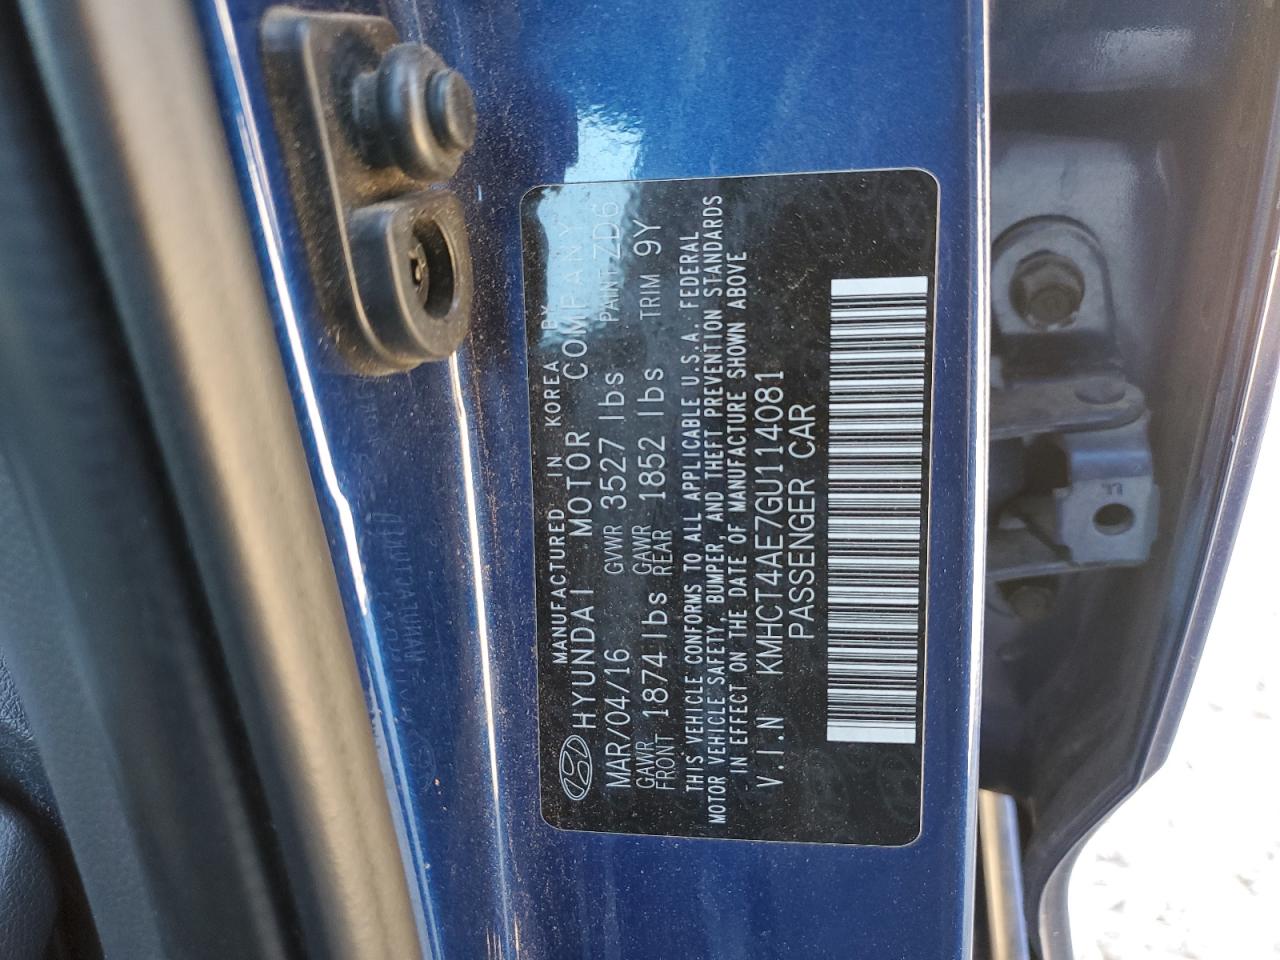 MANUFACTURED IN KOREA BY
HYUNDAI MOTOR COMPANY
MAR/04/16 GVWR 3527 lbs PAINT ZD6
GAWR FRONT 1874 lbs GAWR REAR 1852 lbs TRIM 9Y
THIS VEHICLE CONFORMS TO ALL APPLICABLE U.S.A. FEDERAL
MOTOR VEHICLE SAFETY, BUMPER, AND THEFT PREVENTION STANDARDS
IN EFFECT ON THE DATE OF MANUFACTURE SHOWN ABOVE
V.I.N KMHCT4AE7GU114081
PASSENGER CAR